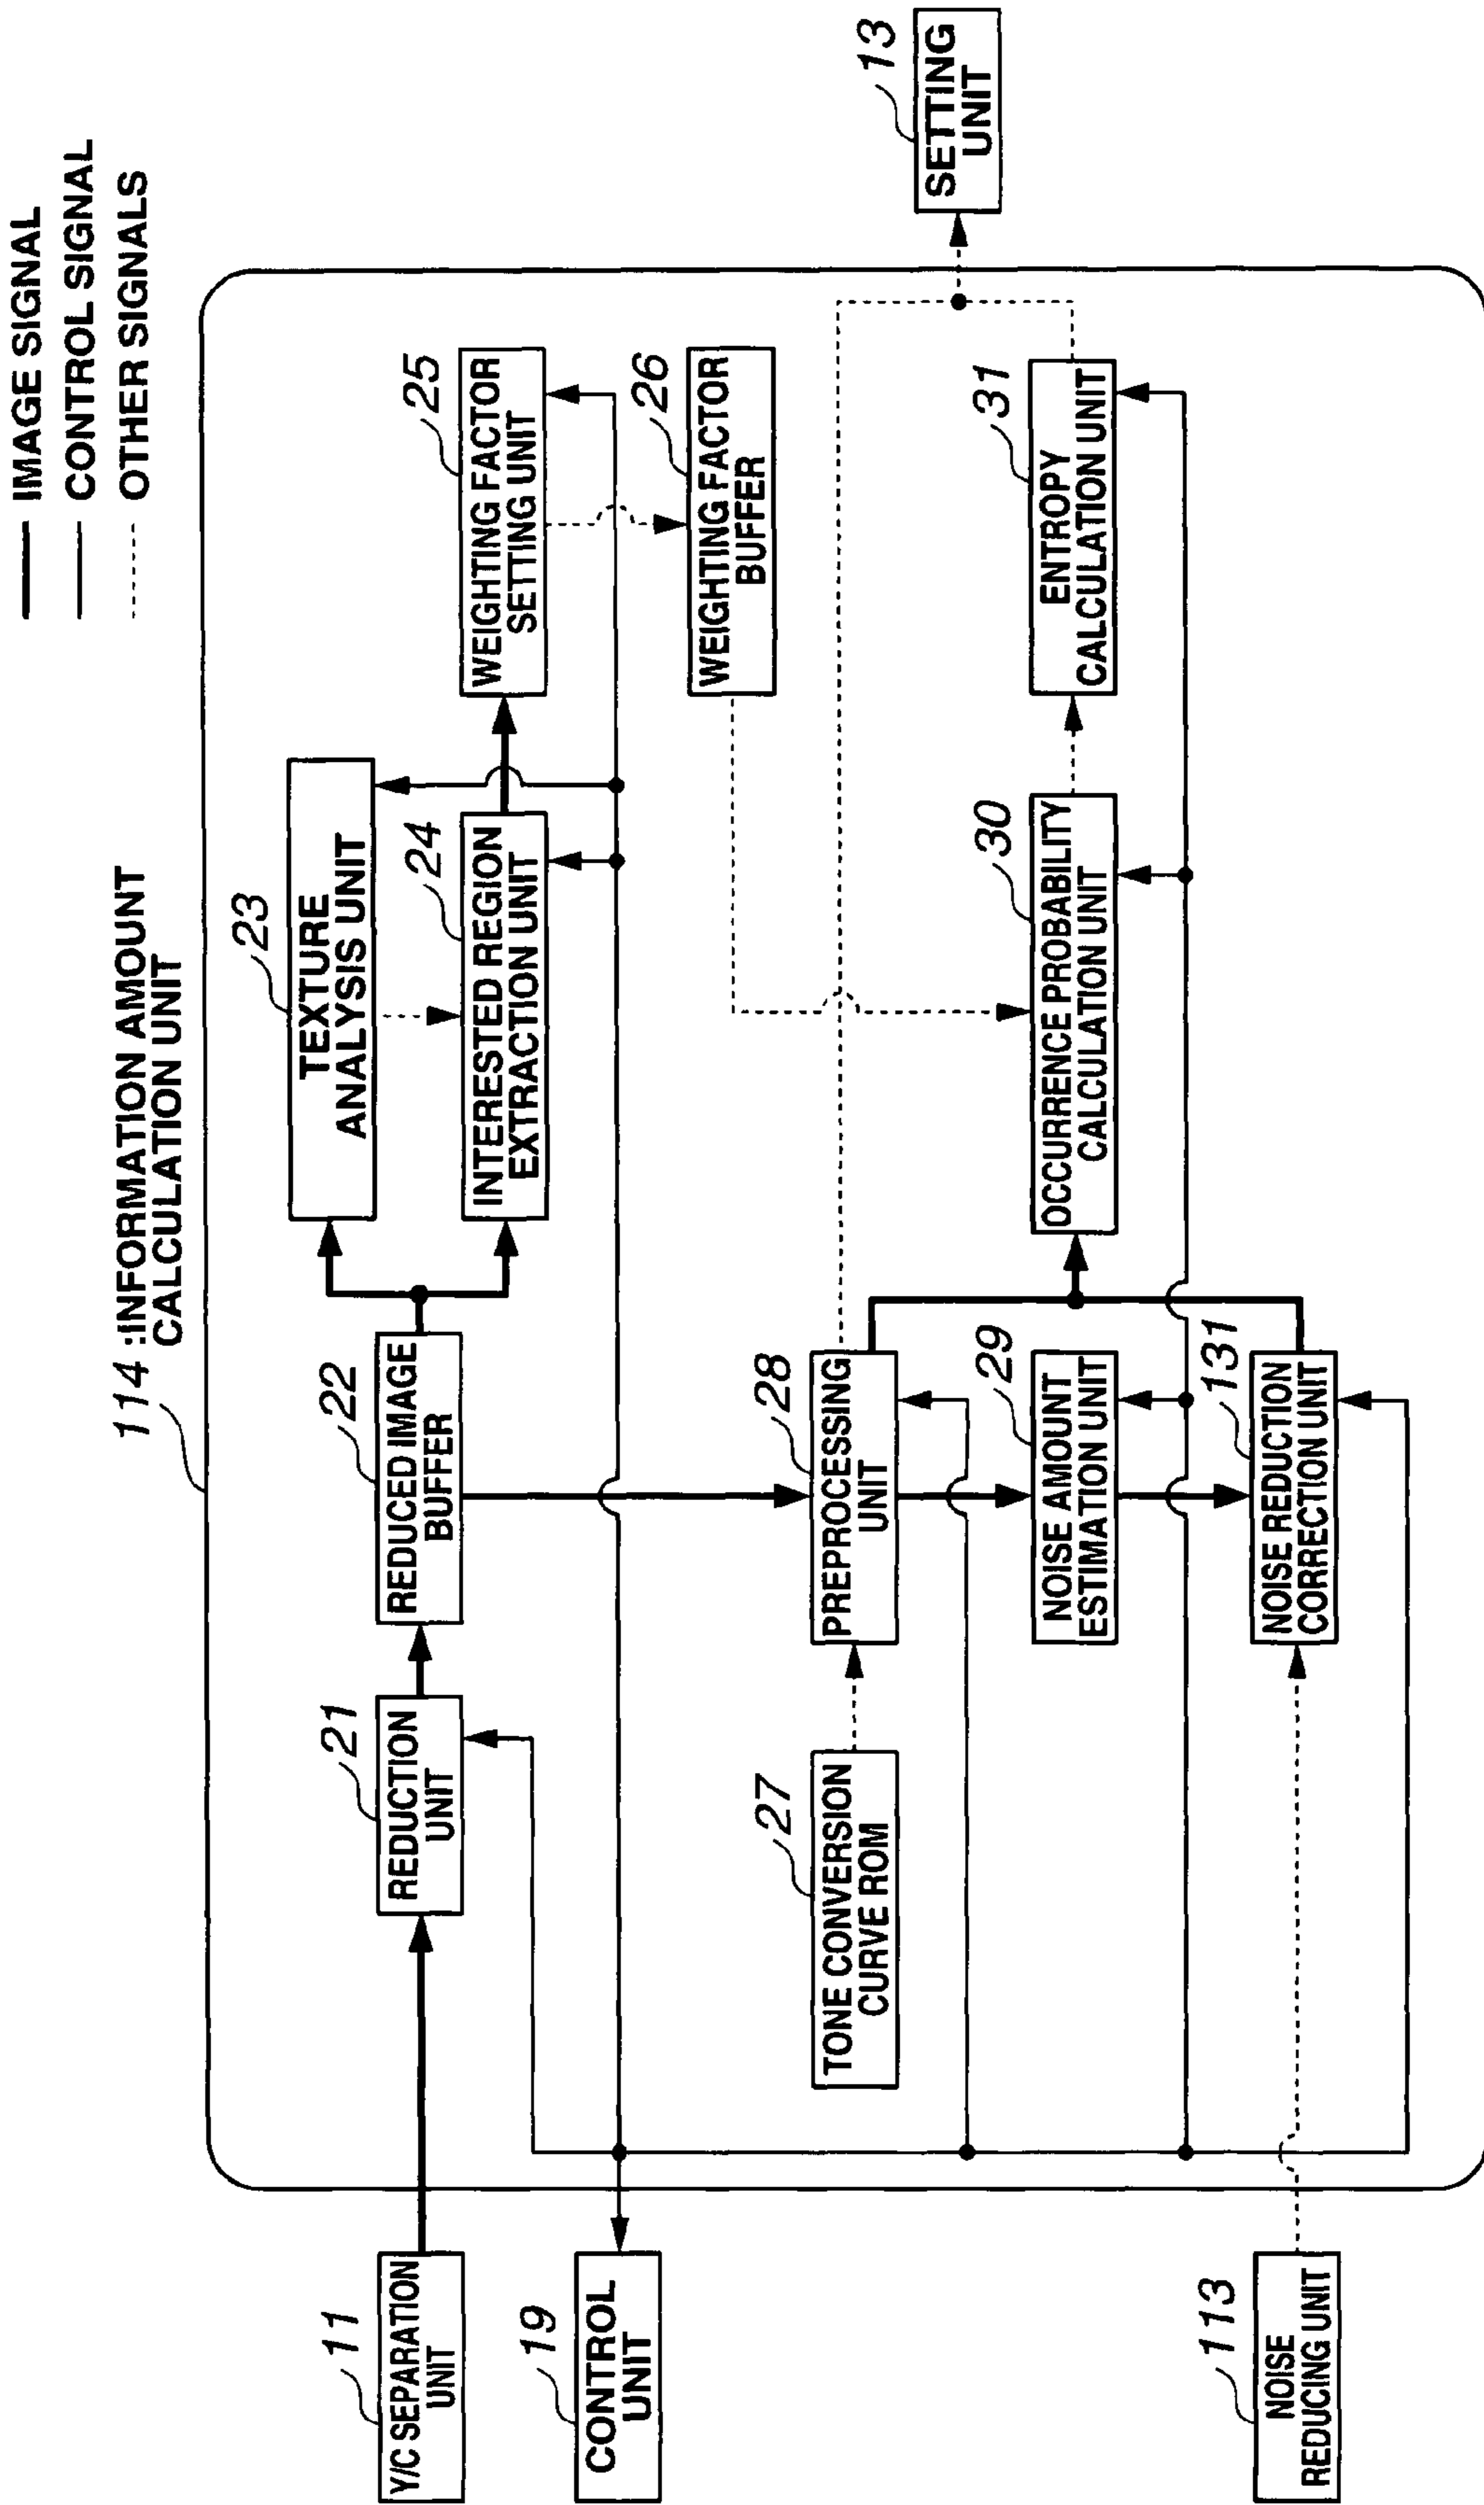 IMAGE SIGNAL
CONTROL SIGNAL
OTHER SIGNALS
114 :INFORMATION AMOUNT
CALCULATION UNIT
11
Y/C SEPARATION
UNIT
21
REDUCTION
UNIT
22
REDUCED IMAGE
BUFFER
23
TEXTURE
ANALYSIS UNIT
24
INTERESTED REGION
EXTRACTION UNIT
25
WEIGHTING FACTOR
SETTING UNIT
26
WEIGHTING FACTOR
BUFFER
19
CONTROL
UNIT
27
TONE CONVERSION
CURVE ROM
28
PREPROCESSING
UNIT
29
NOISE AMOUNT
ESTIMATION UNIT
30
OCCURRENCE PROBABILITY
CALCULATION UNIT
31
ENTROPY
CALCULATION UNIT
13
SETTING
UNIT
113
NOISE
REDUCING UNIT
131
NOISE REDUCTION
CORRECTION UNIT